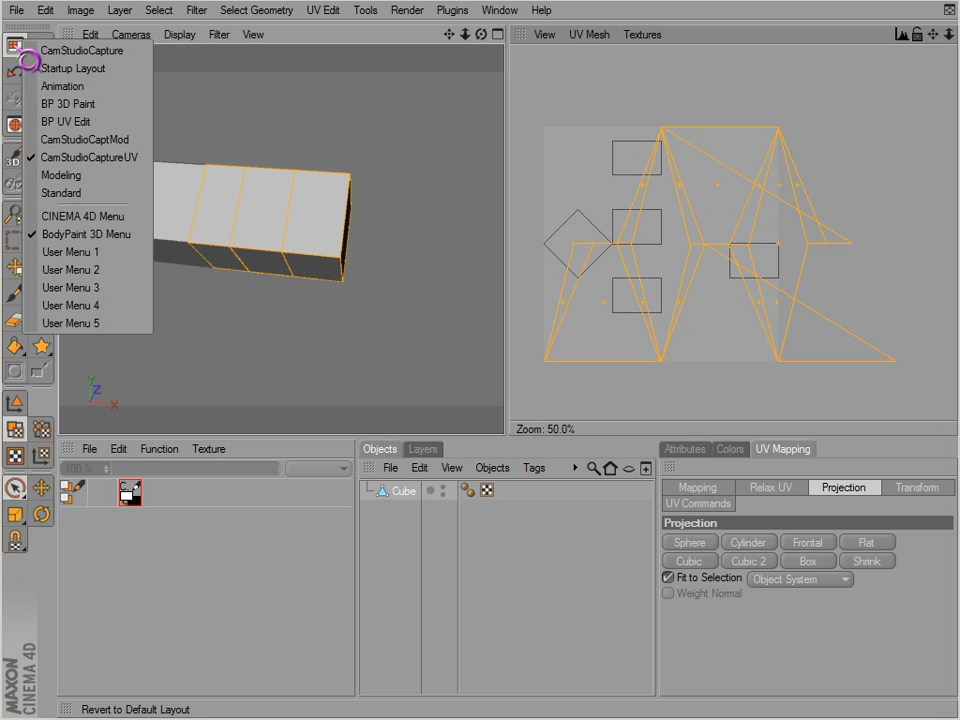 File Edit Image Layer Select Filter Select Geometry UV Edit Tools Render Plugins Window Help
Edit Cameras Display Filter View
View UV Mesh Textures
CamStudioCapture
Startup Layout
Animation
BP 3D Paint
BP UV Edit
CamStudioCaptMod
CamStudioCaptureUV
Modeling
Standard
CINEMA 4D Menu
BodyPaint 3D Menu
User Menu 1
User Menu 2
User Menu 3
User Menu 4
User Menu 5
3D
Y
Z
X
Zoom: 50.0%
File Edit Function Texture
100 %
C
Objects Layers
File Edit View Objects Tags
Cube
Attributes Colors UV Mapping
Mapping Relax UV Projection Transform
UV Commands
Projection
Sphere Cylinder Frontal Flat
Cubic Cubic 2 Box Shrink
Fit to Selection Object System
Weight Normal
MAXON
CINEMA 4D
Revert to Default Layout